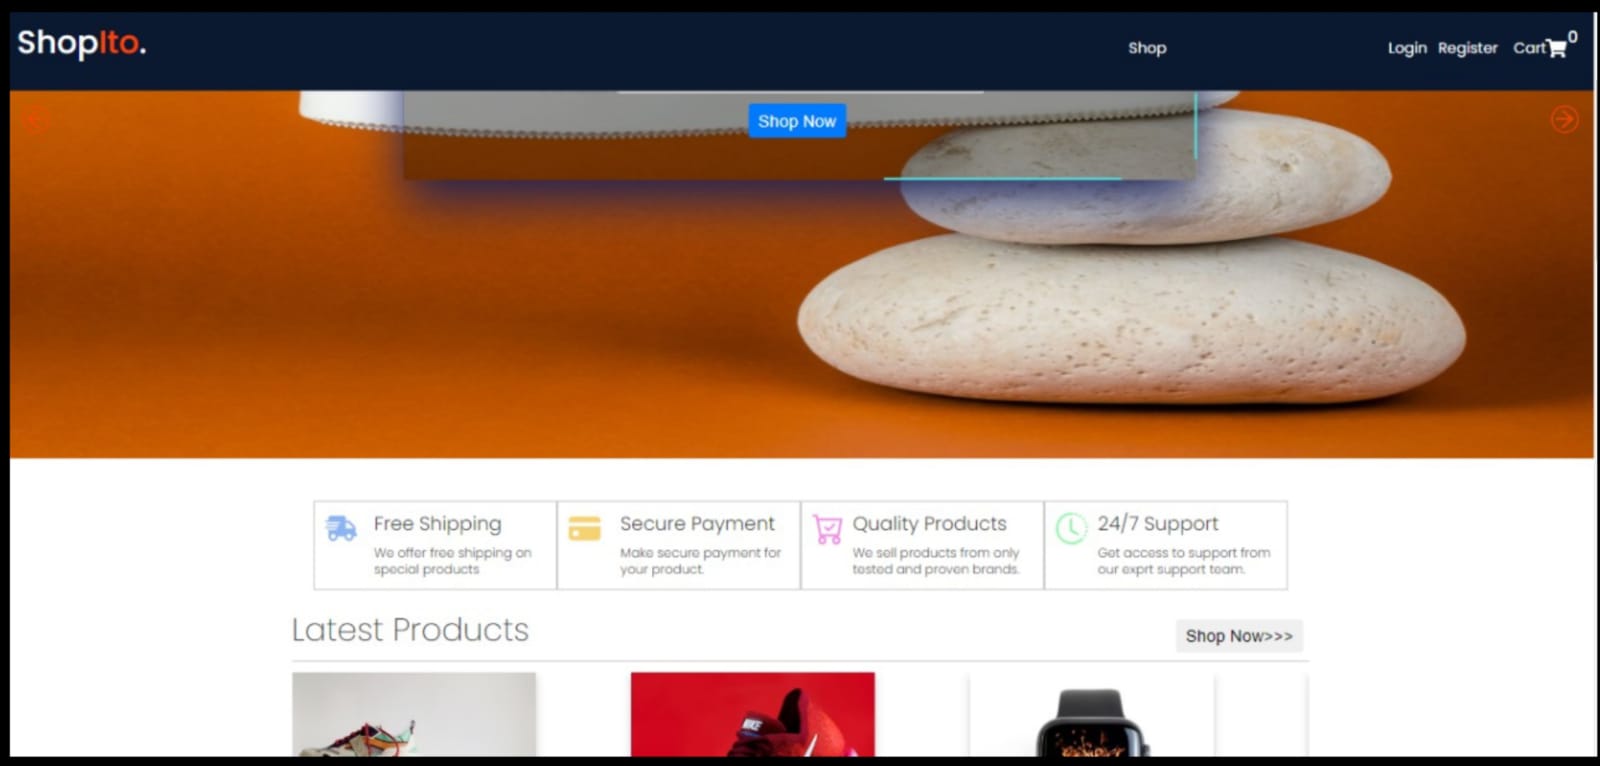 ShopIto.
Shop
Login Register Cart 0
Shop Now
Free Shipping
We offer free shipping on
special products
Secure Payment
Make secure payment for
your product.
Quality Products
We sell products from only
tested and proven brands.
24/7 Support
Get access to support from
our exprt support team.
Latest Products
Shop Now>>>
NIKE